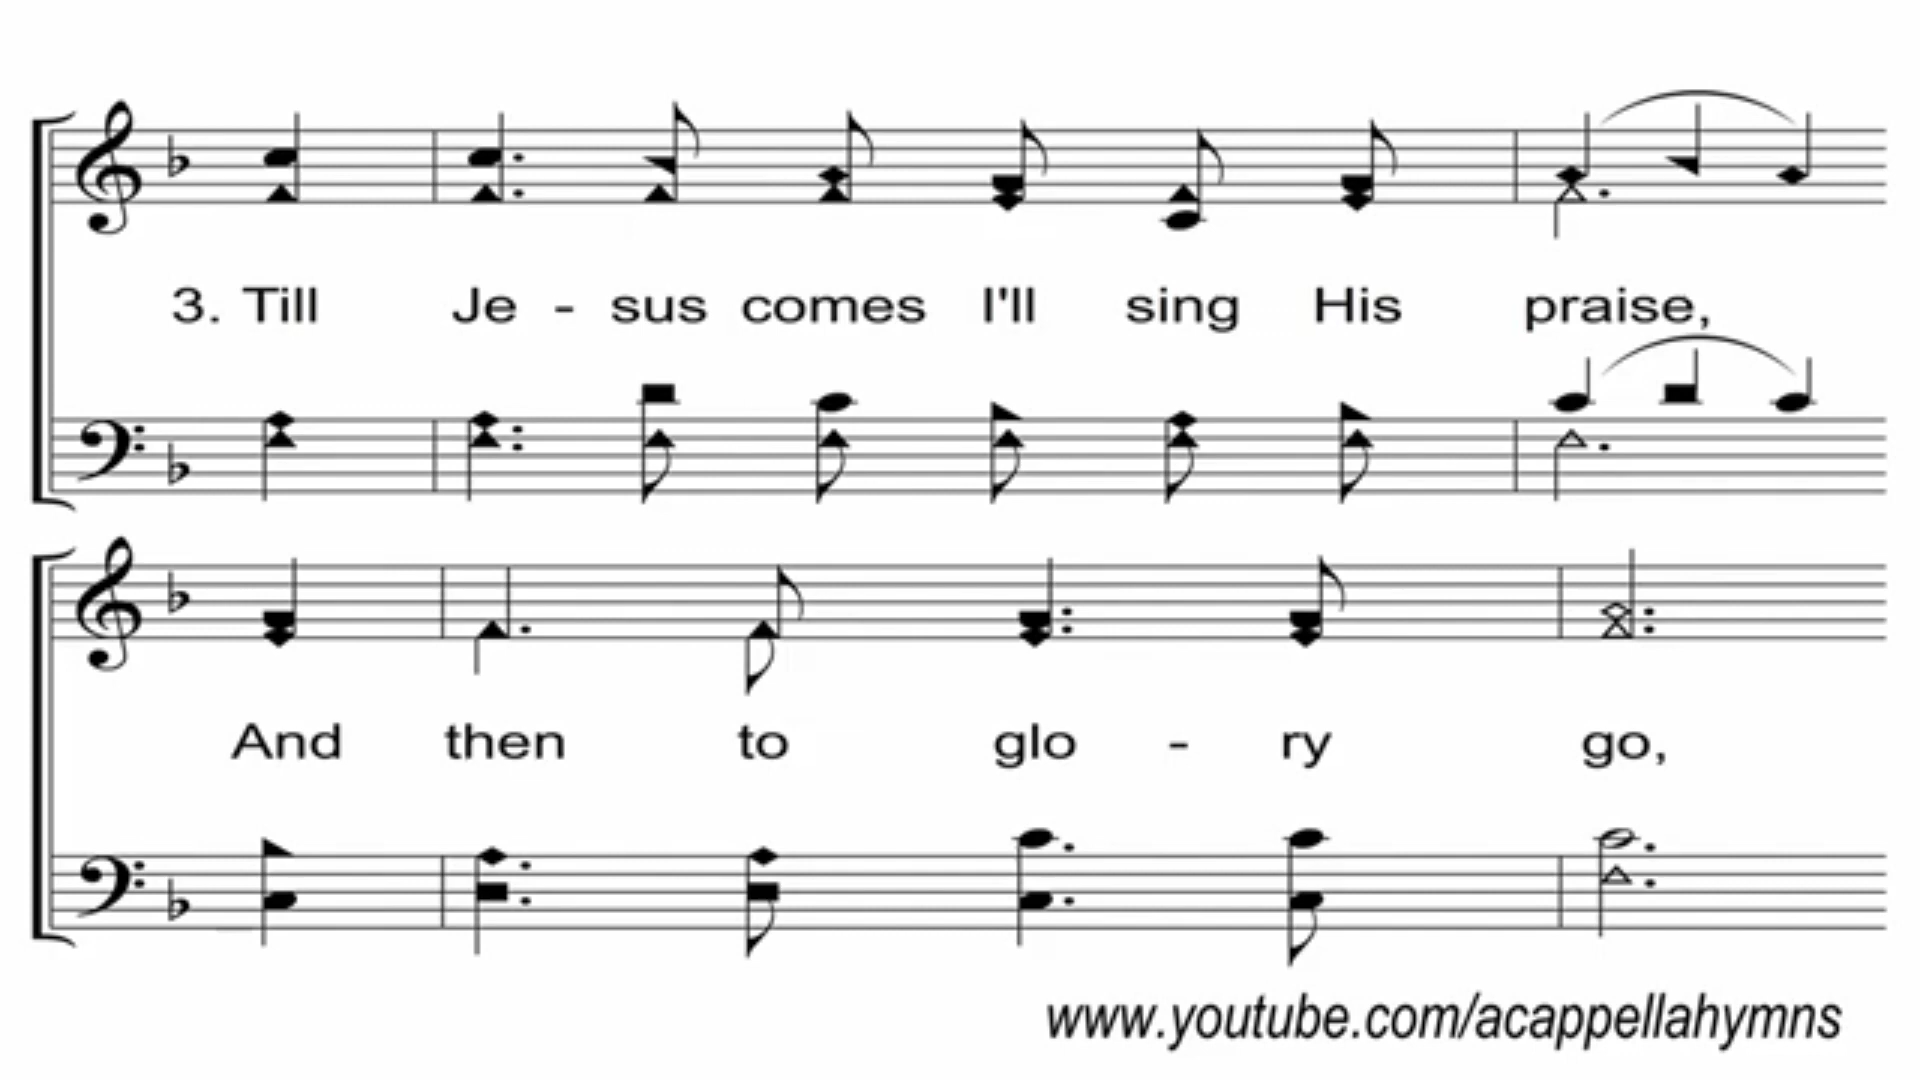 3. Till Je - sus comes I'll sing His praise,
And then to glo - ry go,
www.youtube.com/acappellahymns